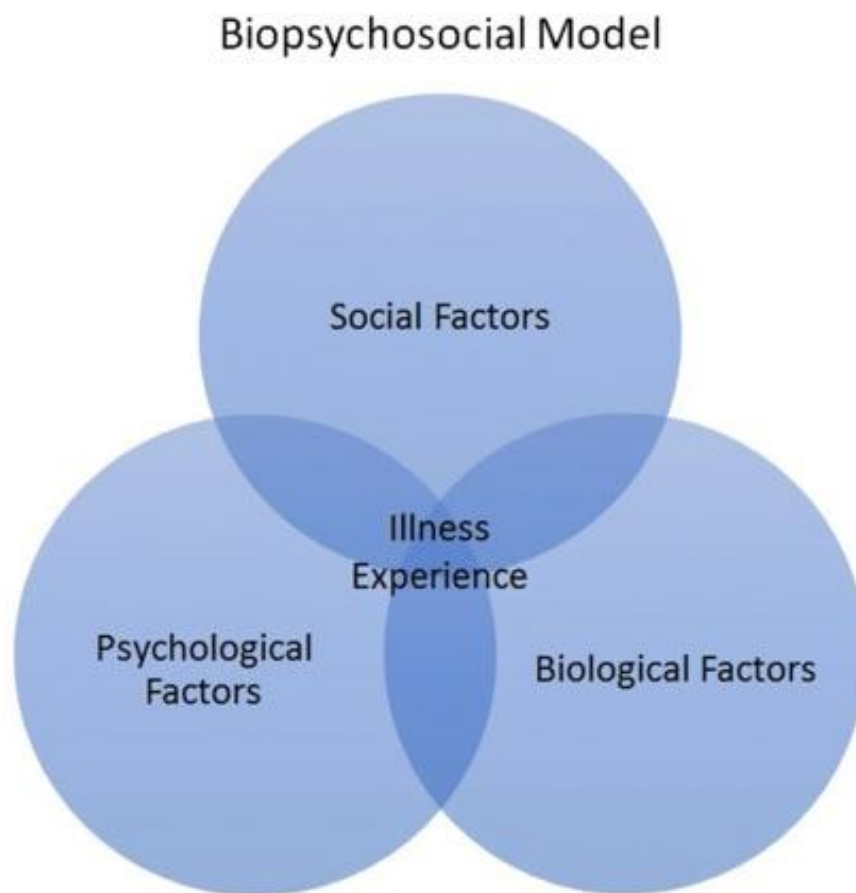 Biopsychosocial Model
Social Factors
Illness
Experience
Psychological
Factors
Biological Factors